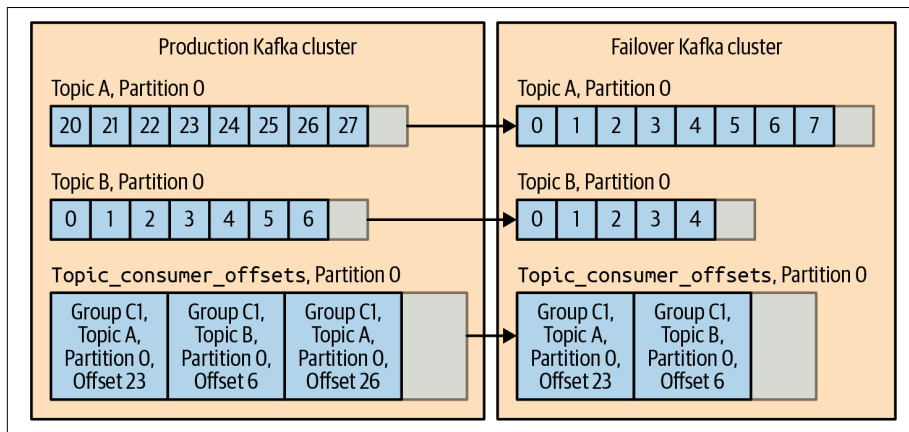 Production Kafka cluster
Topic A, Partition 0
20 21 22 23 24 25 26 27
Topic B, Partition 0
0 1 2 3 4 5 6
Topic_consumer_offsets, Partition 0
Group C1,
Topic A,
Partition 0,
Offset 23
Group C1,
Topic B,
Partition 0,
Offset 6
Group C1,
Topic A,
Partition 0,
Offset 26
Failover Kafka cluster
Topic A, Partition 0
0 1 2 3 4 5 6 7
Topic B, Partition 0
0 1 2 3 4
Topic_consumer_offsets, Partition 0
Group C1,
Topic A,
Partition 0,
Offset 23
Group C1,
Topic B,
Partition 0,
Offset 6